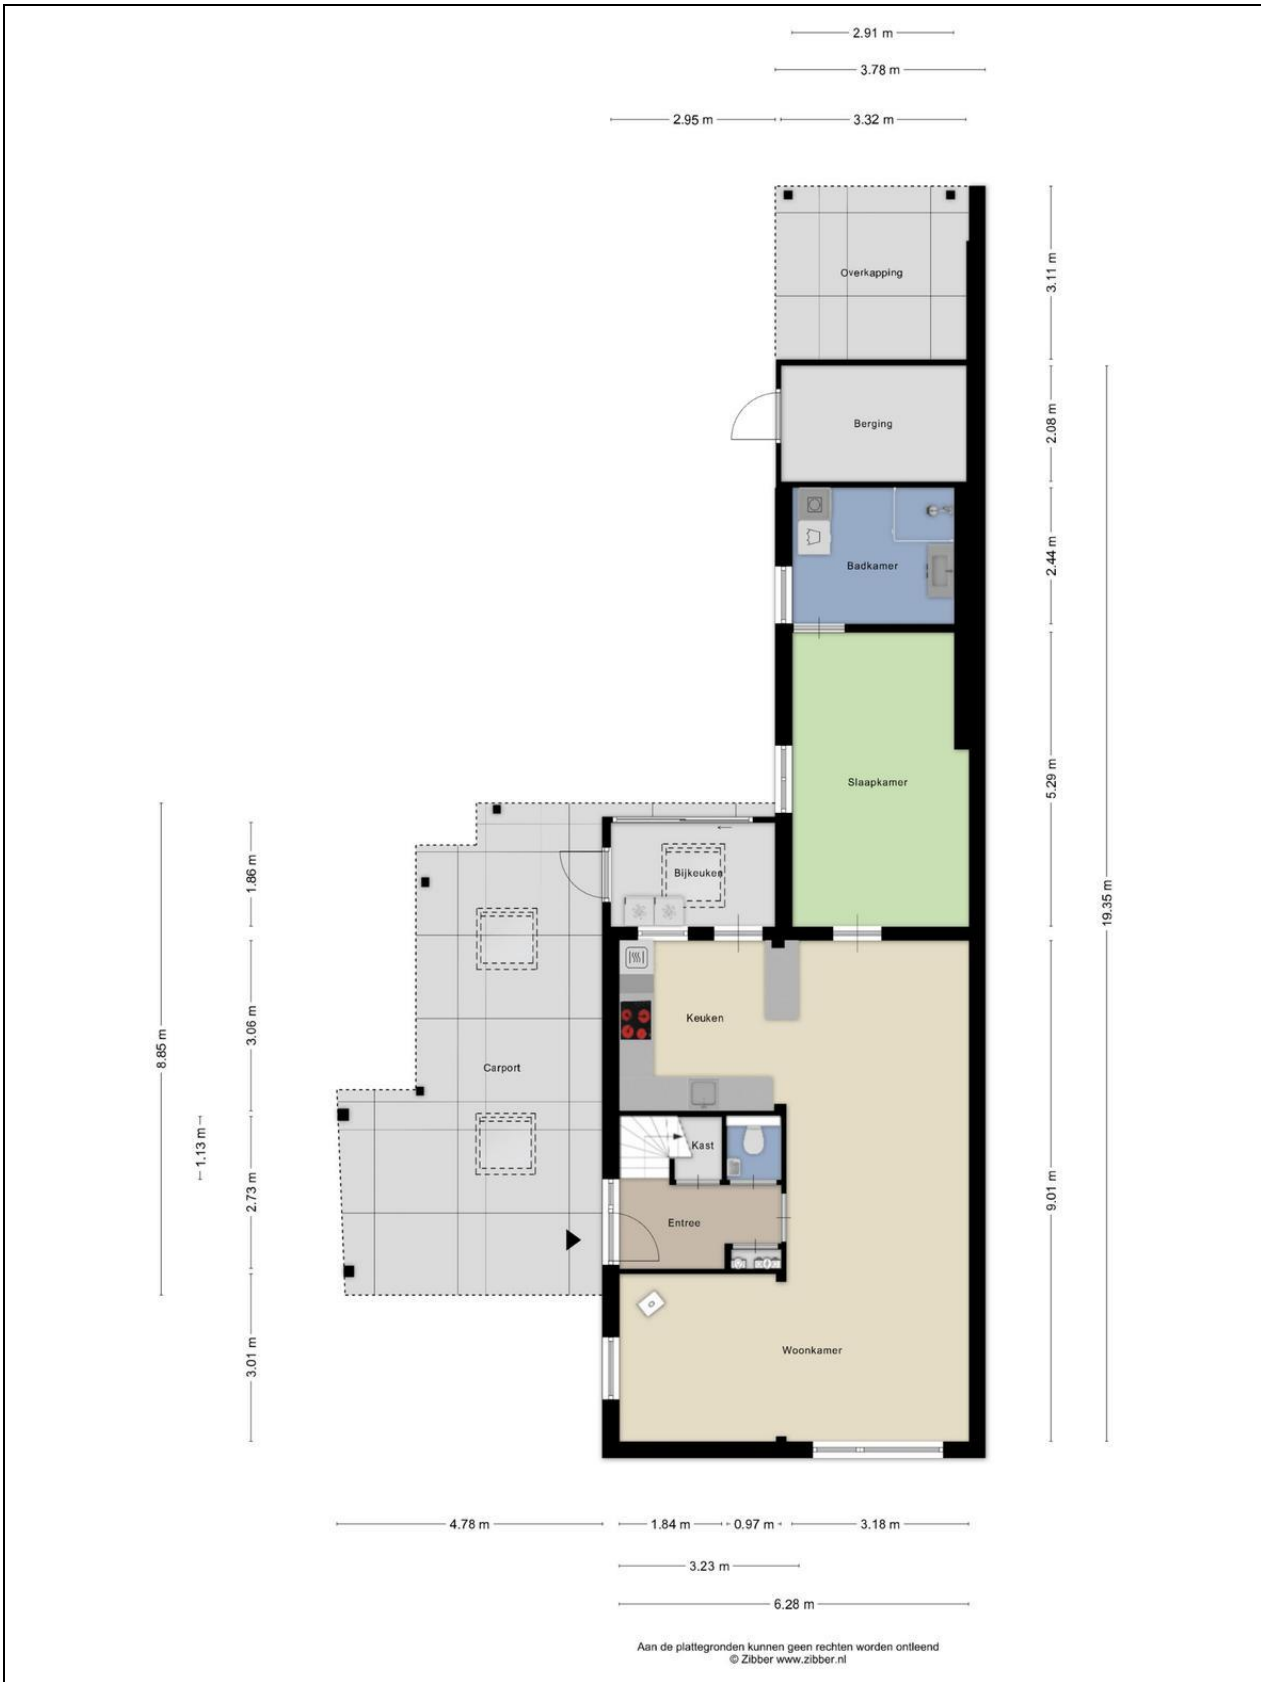 2.91 m
3.78 m
2.95 m
3.32 m
Overkapping
3.11 m
Berging
2.08 m
2.44 m
Badkamer
5.29 m
Slaapkamer
1.86 m
Bijkeuken
19.35 m
3.06 m
Keuken
8.85 m
Carport
1.13 m
Kast
2.73 m
9.01 m
Entree
3.01 m
Woonkamer
4.78 m
1.84 m
0.97 m
3.18 m
3.23 m
6.28 m
Aan de plattegronden kunnen geen rechten worden ontleend
© Zibber www.zibber.nl